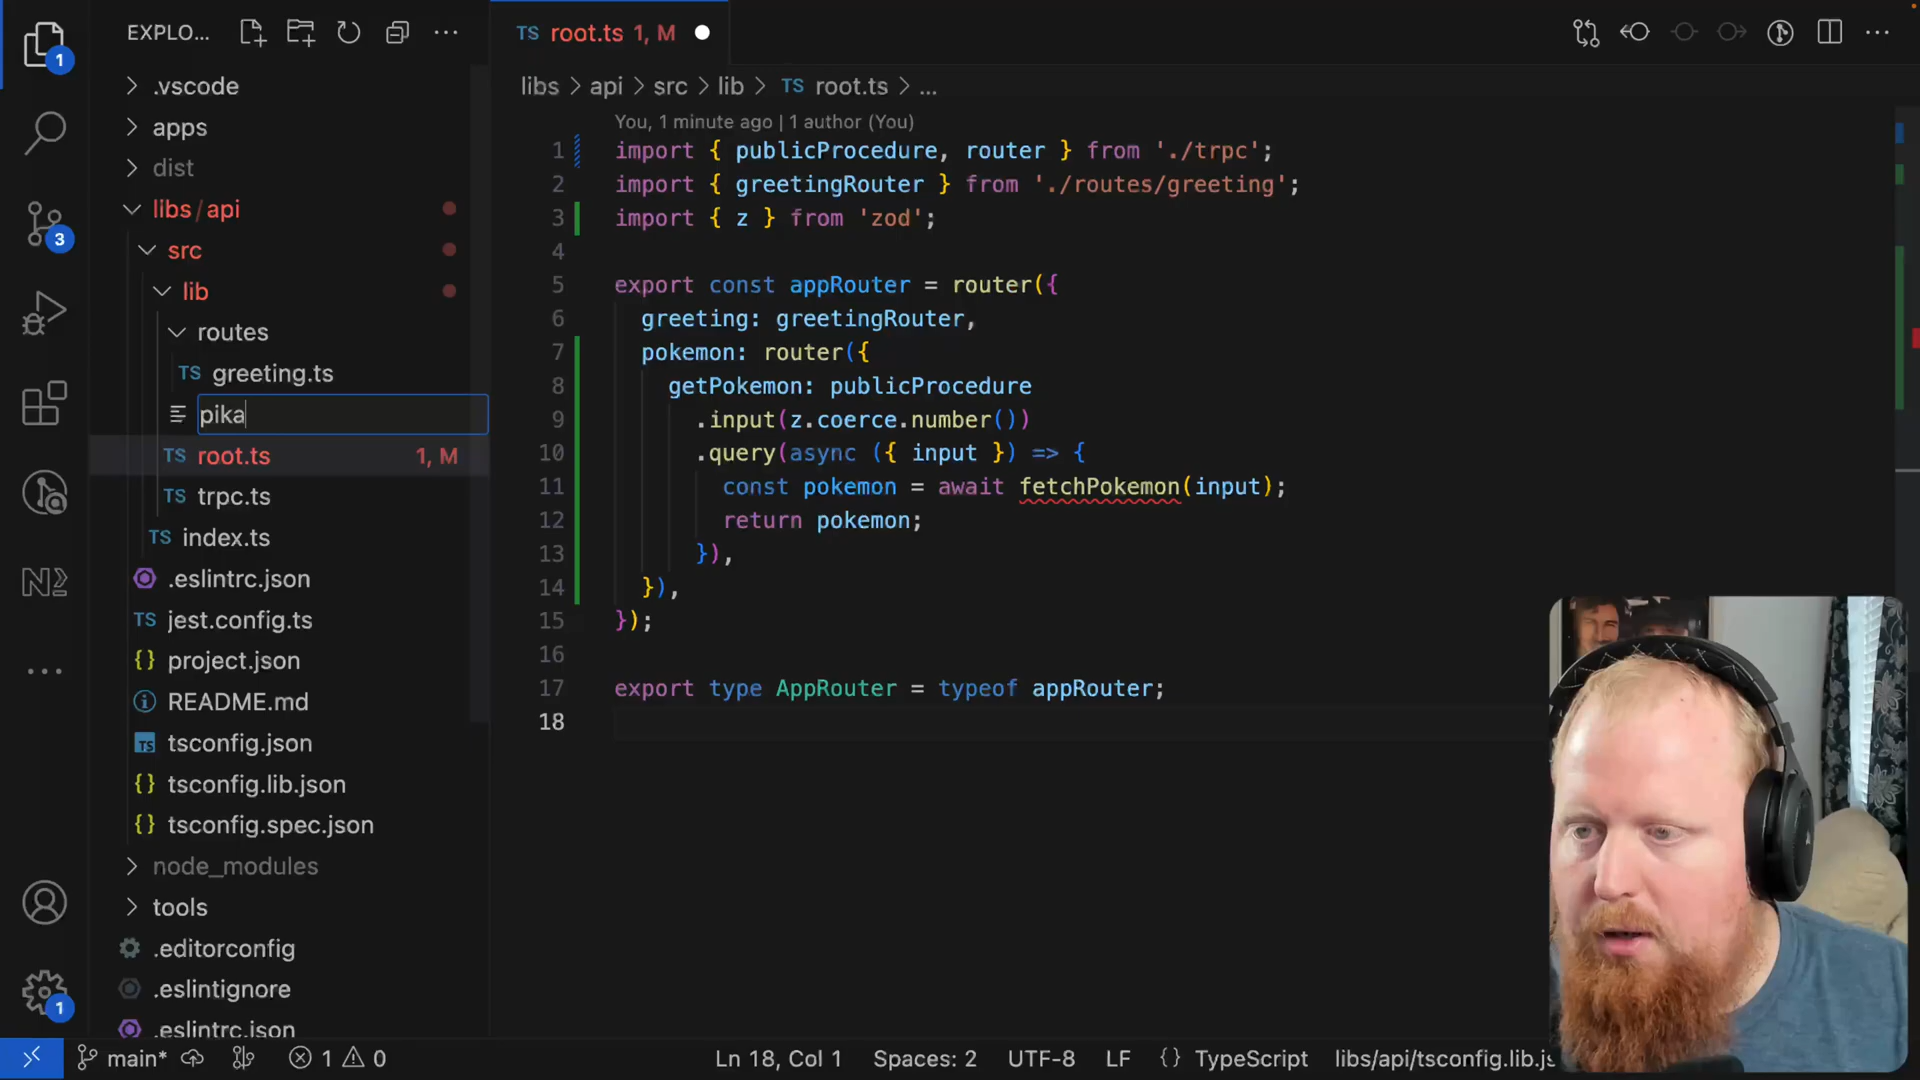 EXPLO...
TS root.ts 1, M
1
.vscode
apps
dist
libs / api
src
lib
routes
TS greeting.ts
pika
TS root.ts 1, M
TS trpc.ts
TS index.ts
.eslintrc.json
TS jest.config.ts
{} project.json
README.md
TS tsconfig.json
{} tsconfig.lib.json
{} tsconfig.spec.json
node_modules
tools
.editorconfig
.eslintignore
.eslintrc.json
3
1
libs > api > src > lib > TS root.ts > ...
You, 1 minute ago | 1 author (You)
1 import { publicProcedure, router } from './trpc';
2 import { greetingRouter } from './routes/greeting';
3 import { z } from 'zod';
4
5 export const appRouter = router({
6 greeting: greetingRouter,
7 pokemon: router({
8 getPokemon: publicProcedure
9 .input(z.coerce.number())
10 .query(async ({ input }) => {
11 const pokemon = await fetchPokemon(input);
12 return pokemon;
13 }),
14 }),
15 });
16
17 export type AppRouter = typeof appRouter;
18
main* 1 0 Ln 18, Col 1 Spaces: 2 UTF-8 LF {} TypeScript libs/api/tsconfig.lib.js